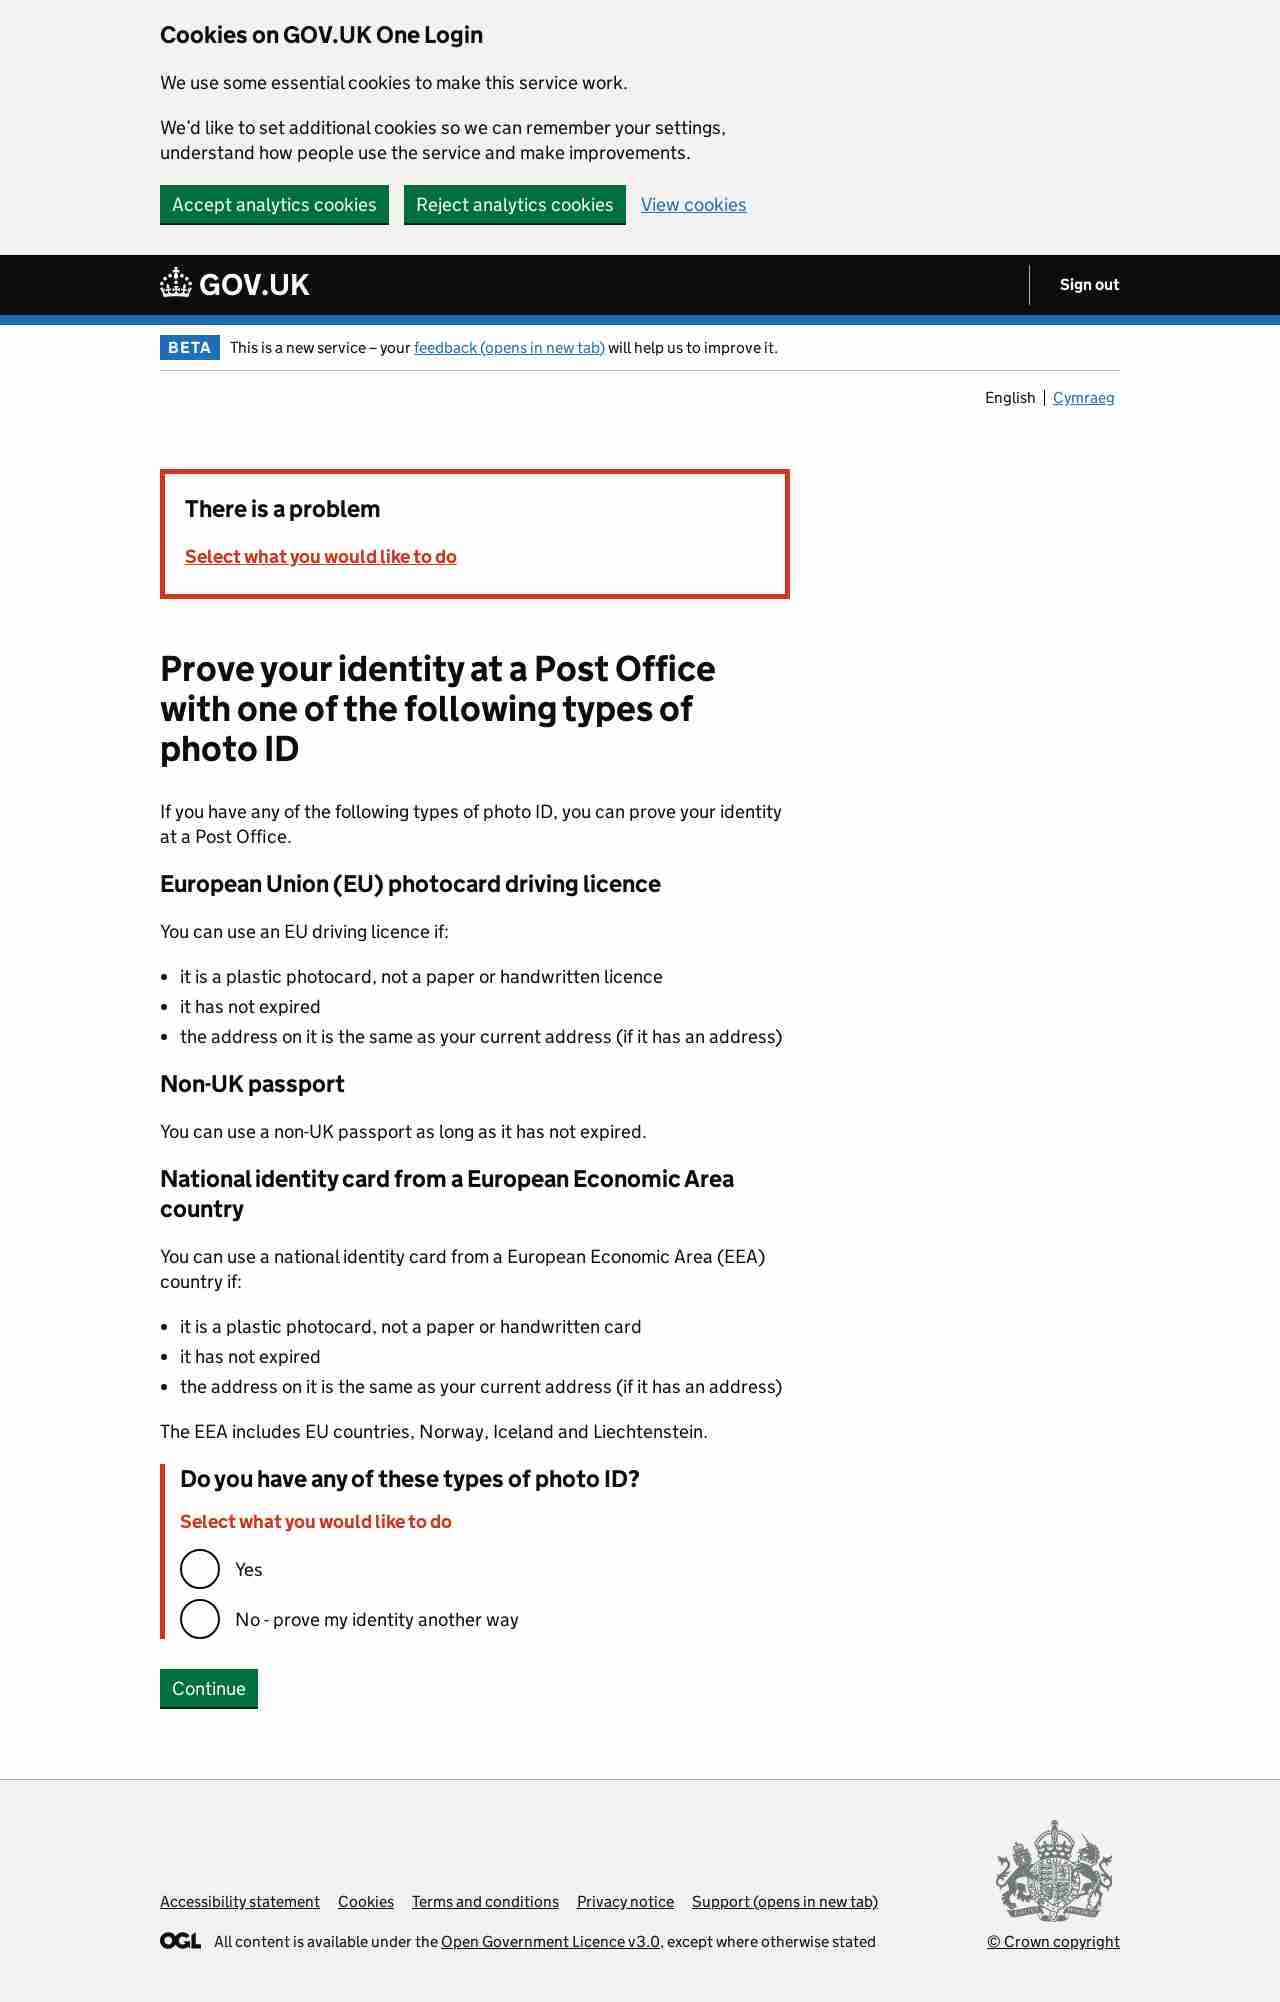 Cookies on GOV.UK One Login
We use some essential cookies to make this service work.
We'd like to set additional cookies so we can remember your settings,
understand how people use the service and make improvements.
Accept analytics cookies Reject analytics cookies View cookies
GOV.UK Sign out
BETA This is a new service – your feedback (opens in new tab) will help us to improve it.
English Cymraeg
There is a problem
Select what you would like to do
Prove your identity at a Post Office
with one of the following types of
photo ID
If you have any of the following types of photo ID, you can prove your identity
at a Post Office.
European Union (EU) photocard driving licence
You can use an EU driving licence if:
• it is a plastic photocard, not a paper or handwritten licence
• it has not expired
• the address on it is the same as your current address (if it has an address)
Non-UK passport
You can use a non-UK passport as long as it has not expired.
National identity card from a European Economic Area
country
You can use a national identity card from a European Economic Area (EEA)
country if:
• it is a plastic photocard, not a paper or handwritten card
• it has not expired
• the address on it is the same as your current address (if it has an address)
The EEA includes EU countries, Norway, Iceland and Liechtenstein.
Do you have any of these types of photo ID?
Select what you would like to do
Yes
No - prove my identity another way
Continue
Accessibility statement Cookies Terms and conditions Privacy notice Support (opens in new tab)
OGL All content is available under the Open Government Licence v3.0, except where otherwise stated
© Crown copyright